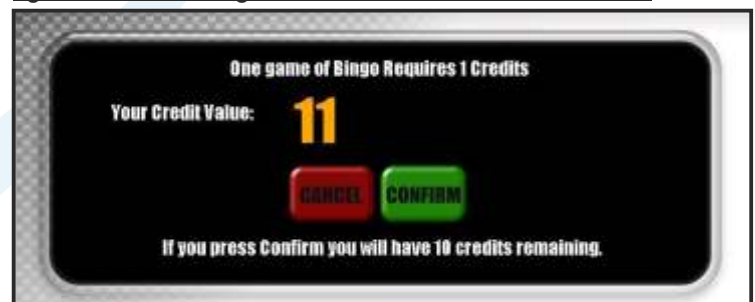 One game of Bingo Requires 1 Credits
Your Credit Value: 11
CANCEL CONFIRM
If you press Confirm you will have 10 credits remaining.